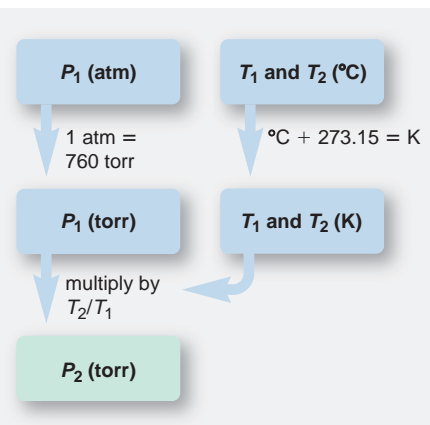 P₁ (atm)
T₁ and T₂ (°C)
1 atm =
760 torr
°C + 273.15 = K
P₁ (torr)
T₁ and T₂ (K)
multiply by
T₂/T₁
P₂ (torr)